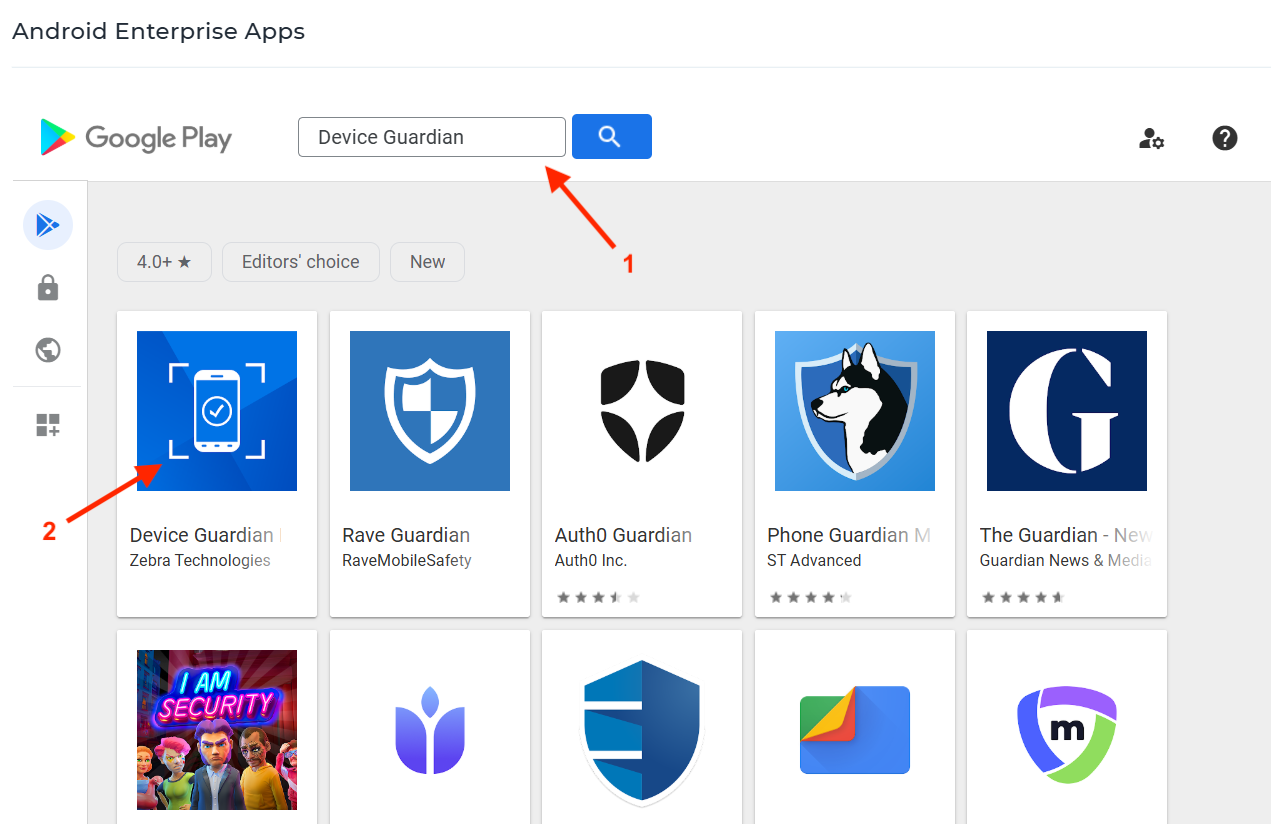 Android Enterprise Apps
Google Play
Device Guardian
1
4.0+ ★
Editors' choice
New
2
Device Guardian
Zebra Technologies
Rave Guardian
RaveMobileSafety
Auth0 Guardian
Auth0 Inc.
Phone Guardian M
ST Advanced
G
The Guardian - New
Guardian News & Media
I AM
SECURITY
m